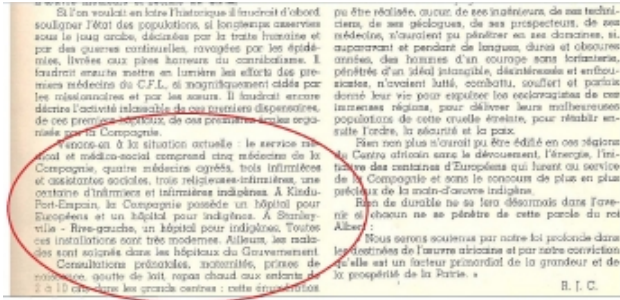 Si l'on voulait en faire l'historique il faudrait d'abord
souligner l'état des populations, si longtemps asservies
sous le joug arabe, décimées par la traite humaine et
par des guerres continuelles, ravagées par les épidé-
mies, livrées aux pires horreurs du cannibalisme. Il
faudrait ensuite mettre en lumière les efforts des pre-
miers médecins du C.F.L. si magnifiquement aidés par
les missionnaires et par les sœurs. Il faudrait encore
décrire l'activité inlassable de ces premiers dispensaires,
de ces premiers hôpitaux, de ces premières écoles orga-
nisés par la Compagnie.
Venons-en à la situation actuelle : le service mé-
dical et médico-social comprend cinq médecins de la
Compagnie, quatre médecins agréés, trois infirmières
et assistantes sociales, trois religieuses-infirmières, une
centaine d'infirmiers et infirmières indigènes. A Kindu-
Port-Empain, la Compagnie possède un hôpital pour
Européens et un hôpital pour indigènes. A Stanley-
ville - Rive-gauche, un hôpital pour indigènes. Toutes
ces installations sont très modernes. Ailleurs, les mala-
des sont soignés dans les hôpitaux du Gouvernement.
Consultations prénatales, maternités, primes de
naissance, goutte de lait, repas chaud aux enfants de
2 à 10 ans dans les grands centres : cette énumération
pu être réalisée, aucun de ses ingénieurs, de ses techni-
ciens, de ses géologues, de ses prospecteurs, de ses
médecins, n'auraient pu pénétrer en ses domaines, si,
auparavant et pendant de longues, dures et obscures
années, des hommes d'un courage sans forfanterie,
pénétrés d'un idéal intangible, désintéressés et enthou-
siastes, n'avaient lutté, combattu, souffert et parfois
donné leur vie pour expulser les esclavagistes de ces
immenses régions, pour délivrer leurs malheureuses
populations de cette cruelle étreinte, pour rétablir en-
suite l'ordre, la sécurité et la paix.
Rien non plus n'aurait pu être édifié en ces régions
du Centre africain sans le dévouement, l'énergie, l'ini-
tiative des centaines d'Européens qui furent au service
de la Compagnie et sans le concours de plus en plus
précieux de la main-d'œuvre indigène.
Rien de durable ne se fera désormais dans l'ave-
nir si chacun ne se pénètre de cette parole du roi
Albert :
« Nous serons soutenus par notre foi profonde dans
les destinées de l'œuvre africaine et par notre conviction
qu'elle est un facteur primordial de la grandeur et de
la prospérité de la Patrie. »
R. J. C.